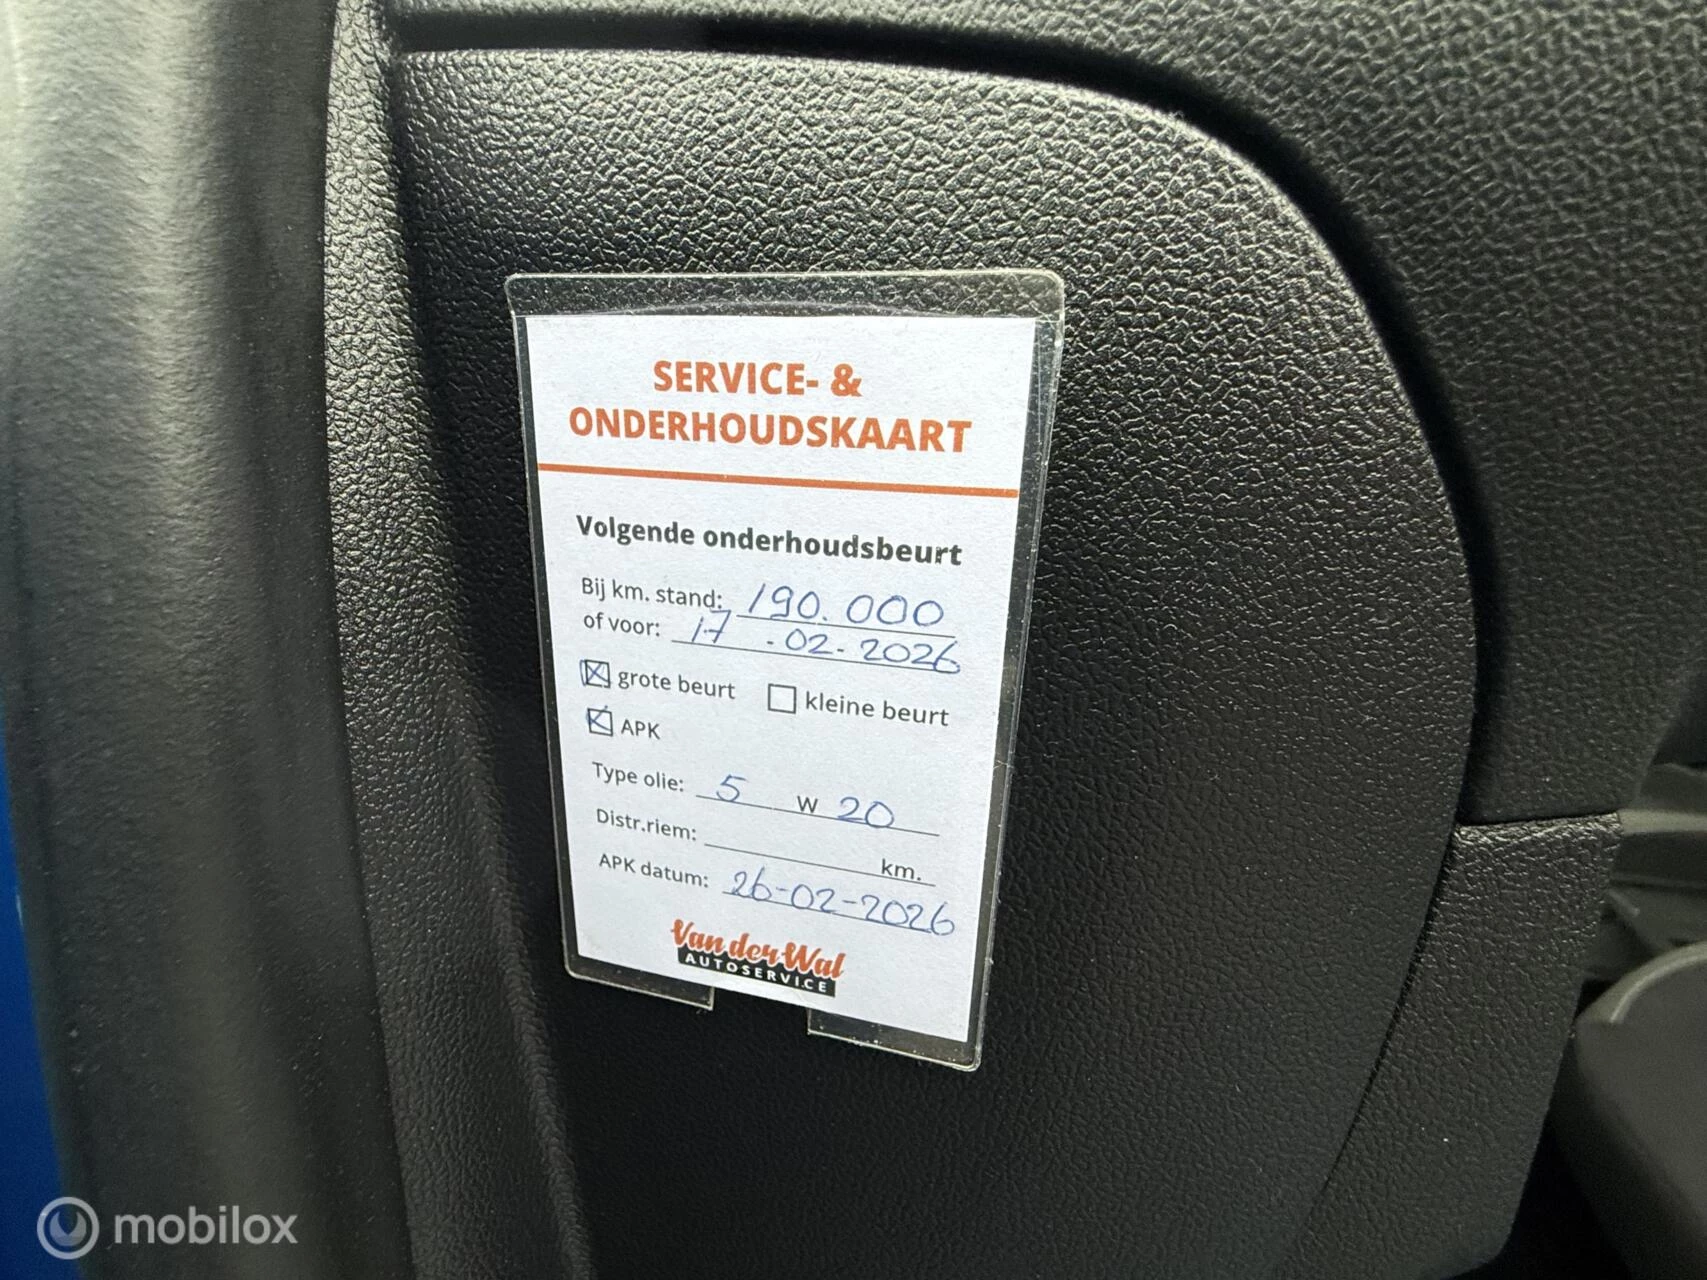 SERVICE- &
ONDERHOUDSKAART
Volgende onderhoudsbeurt
Bij km. stand: 190.000
of voor: 17-02-2026
grote beurt kleine beurt
APK
Type olie: 5 W 20
Distr.riem: km.
APK datum: 26-02-2026
Van der Wal
AUTOSERVICE
mobilox